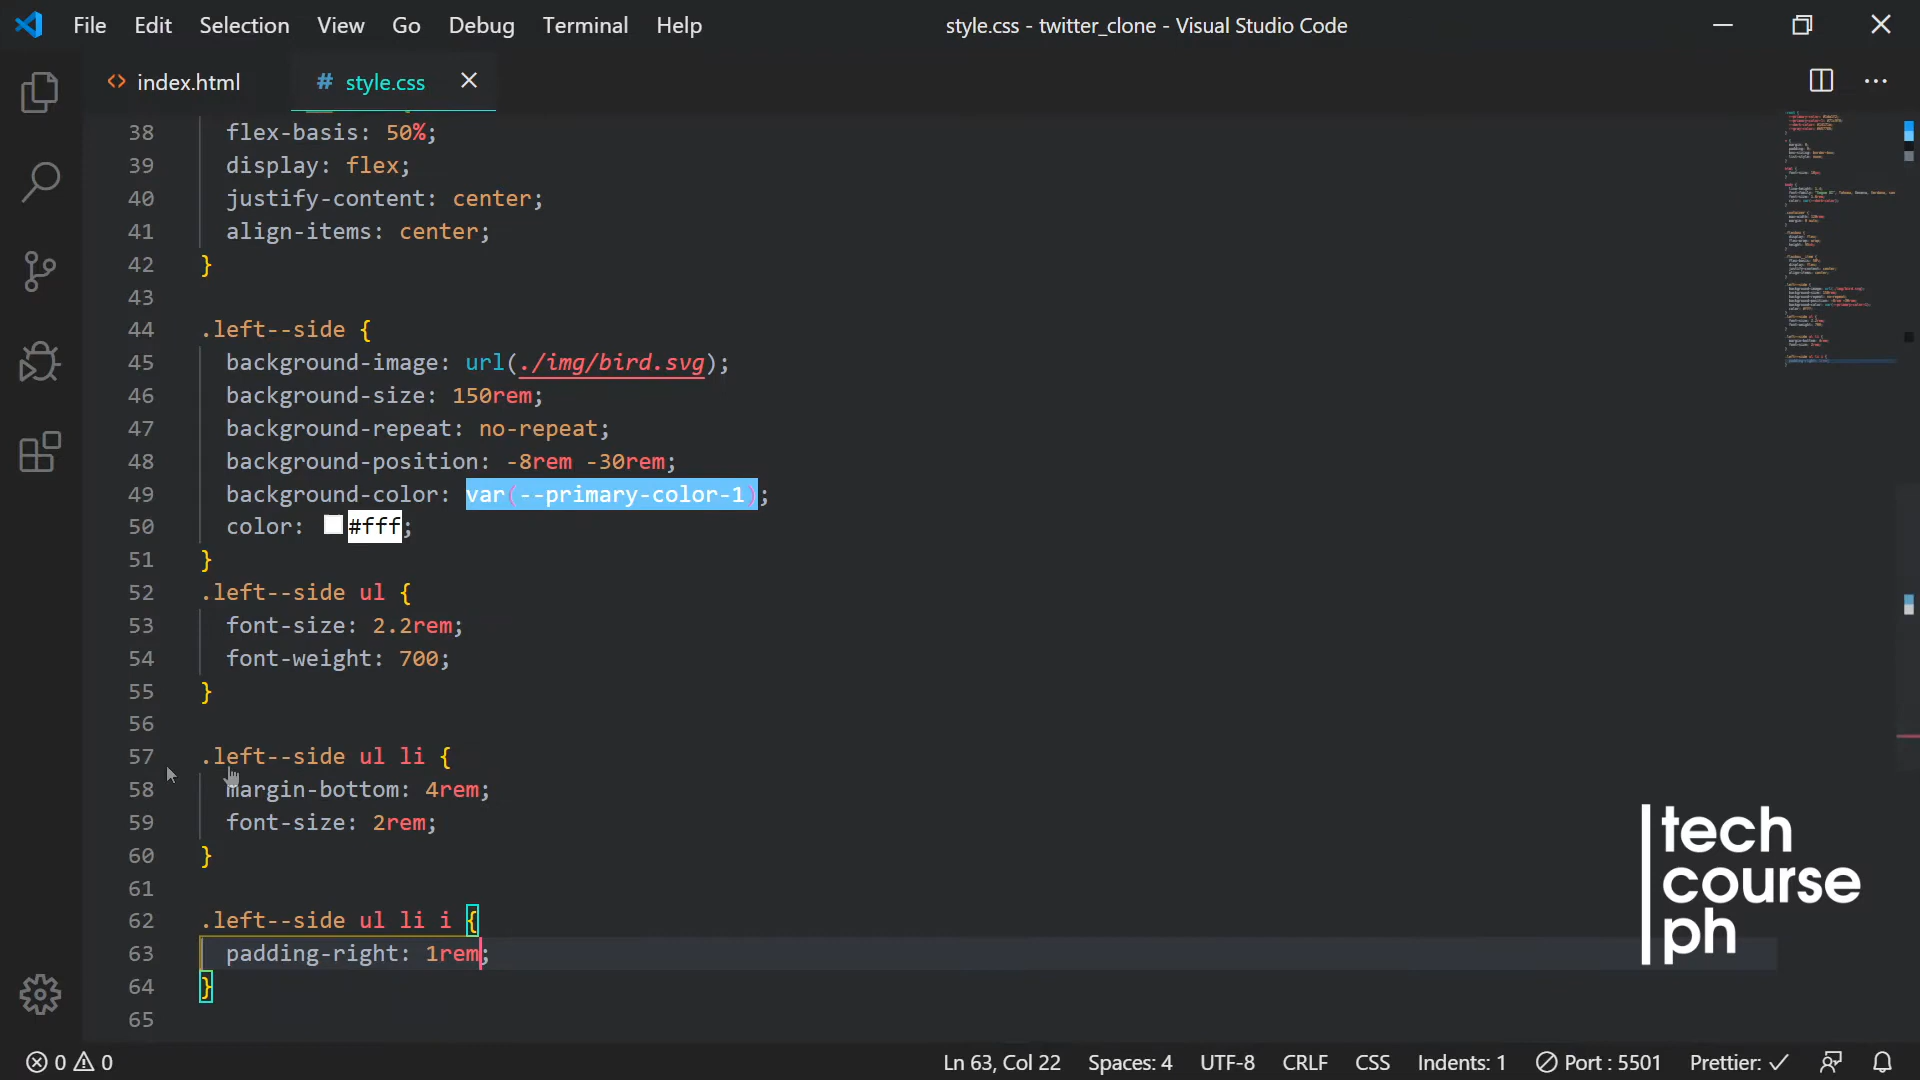 File Edit Selection View Go Debug Terminal Help style.css - twitter_clone - Visual Studio Code
index.html # style.css
38 flex-basis: 50%;
39 display: flex;
40 justify-content: center;
41 align-items: center;
42 }
43
44 .left--side {
45 background-image: url(./img/bird.svg);
46 background-size: 150rem;
47 background-repeat: no-repeat;
48 background-position: -8rem -30rem;
49 background-color: var(--primary-color-1);
50 color: #fff;
51 }
52 .left--side ul {
53 font-size: 2.2rem;
54 font-weight: 700;
55 }
56
57 .left--side ul li {
58 margin-bottom: 4rem;
59 font-size: 2rem;
60 }
61
62 .left--side ul li i {
63 padding-right: 1rem;
64 }
65
tech
course
ph
0 0 Ln 63, Col 22 Spaces: 4 UTF-8 CRLF CSS Indents: 1 Port : 5501 Prettier: ✓